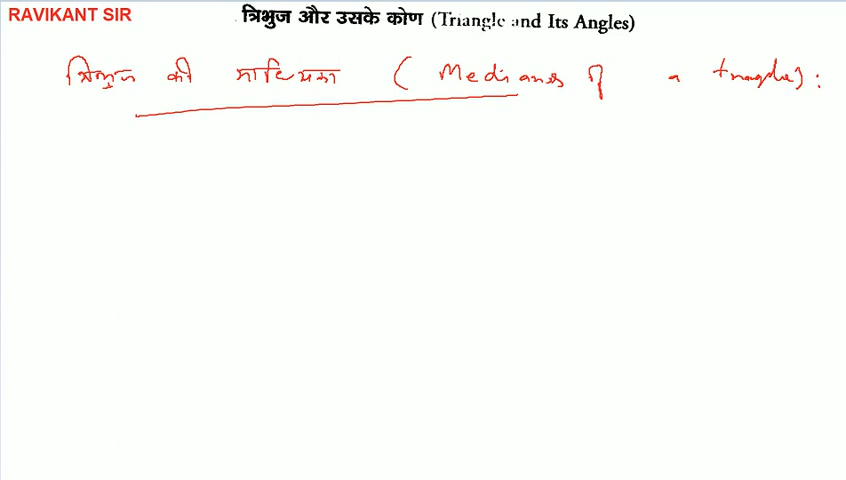 RAVIKANT SIR
त्रिभुज और उसके कोण (Triangle and Its Angles)
त्रिभुज की माध्यिका (Medians of a triangle):